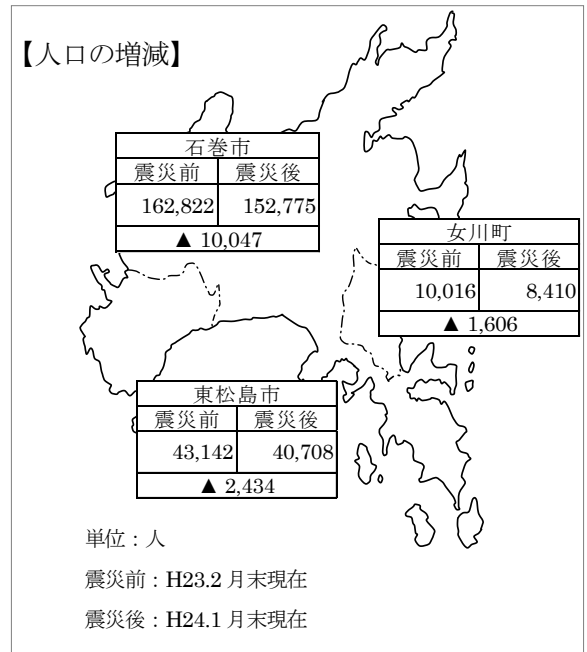 【人口の増減】
石巻市
震災前 震災後
162,822 152,775
▲ 10,047
女川町
震災前 震災後
10,016 8,410
▲ 1,606
東松島市
震災前 震災後
43,142 40,708
▲ 2,434
単位：人
震災前：H23.2 月末現在
震災後：H24.1 月末現在